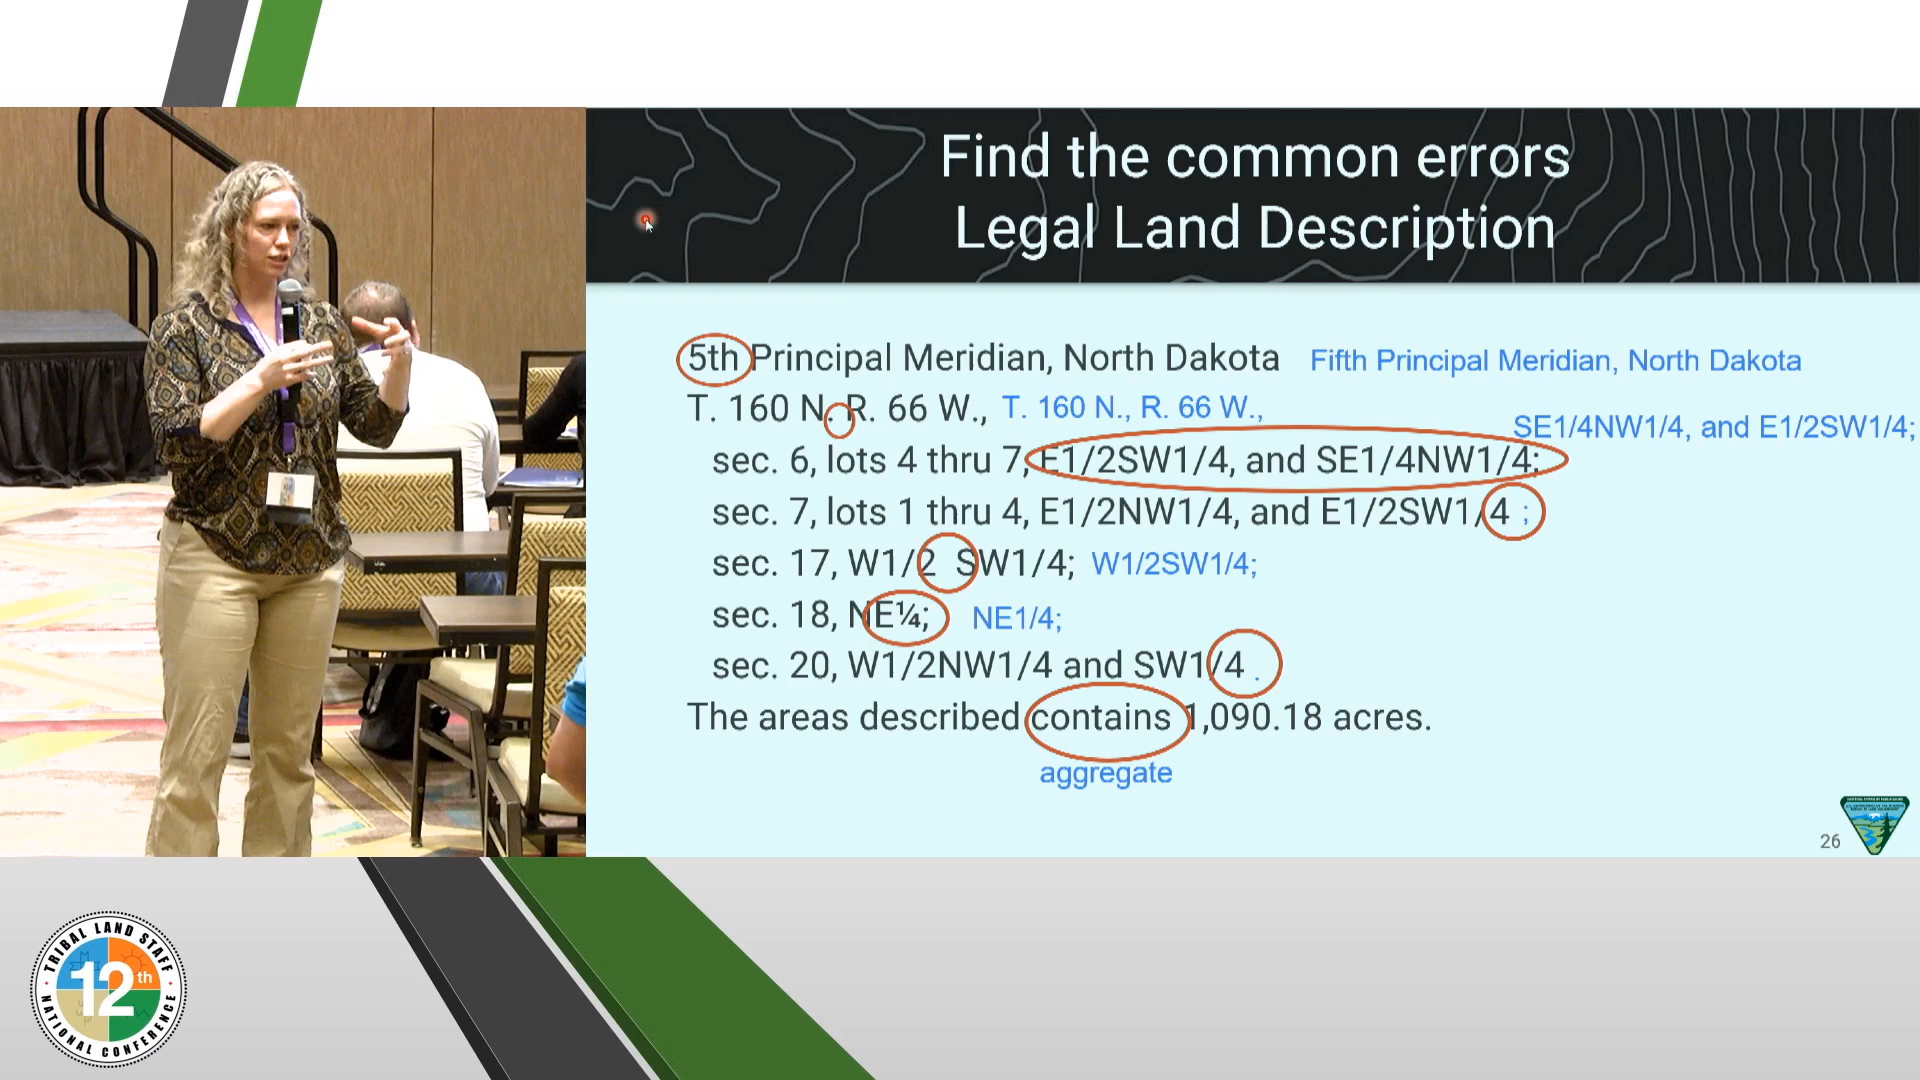 Find the common errors
Legal Land Description
5th Principal Meridian, North Dakota Fifth Principal Meridian, North Dakota
T. 160 N. R. 66 W., T. 160 N., R. 66 W.,
SE1/4NW1/4, and E1/2SW1/4;
sec. 6, lots 4 thru 7, E1/2SW1/4, and SE1/4NW1/4;
sec. 7, lots 1 thru 4, E1/2NW1/4, and E1/2SW1/4 ;
sec. 17, W1/2  SW1/4; W1/2SW1/4;
sec. 18, NE¼; NE1/4;
sec. 20, W1/2NW1/4 and SW1/4 .
The areas described contains 1,090.18 acres.
aggregate
26
TRIBAL LAND STAFF
12th
NATIONAL CONFERENCE